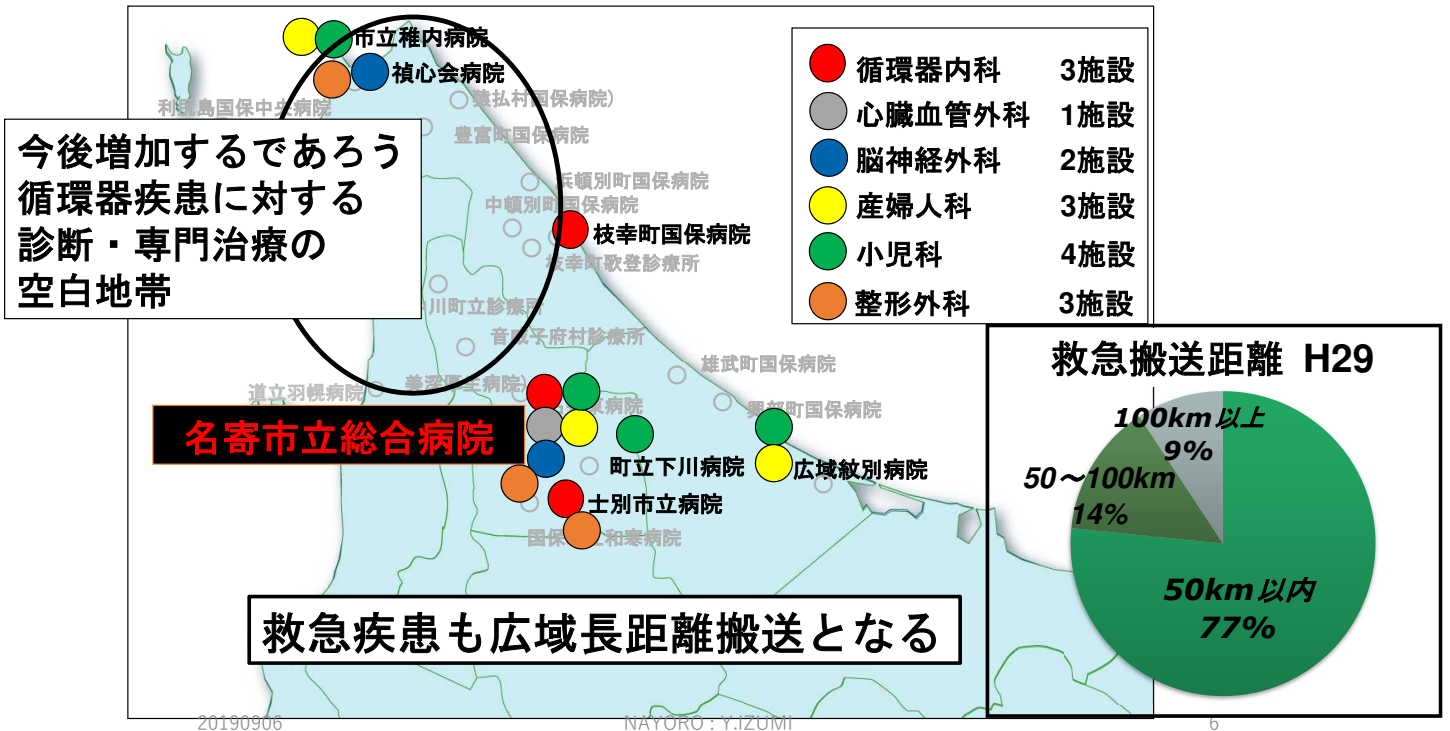 市立稚内病院
禎心会病院
利尻島国保中央病院
猿払村国保病院)
豊富町国保病院
今後増加するであろう
循環器疾患に対する
診断・専門治療の
空白地帯
浜頓別町国保病院
中頓別町国保病院
枝幸町国保病院
枝幸町歌登診療所
川町立診療所
音威子府村診療所
道立羽幌病院
美深厚生病院)
雄武町国保病院
興部町国保病院
名寄市立総合病院
町立下川病院
広域紋別病院
士別市立病院
和寒病院
循環器内科 3施設
心臓血管外科 1施設
脳神経外科 2施設
産婦人科 3施設
小児科 4施設
整形外科 3施設
救急搬送距離 H29
100km以上
9%
50~100km
14%
50km以内
77%
救急疾患も広域長距離搬送となる
20190906
NAYORO : Y.IZUMI
6